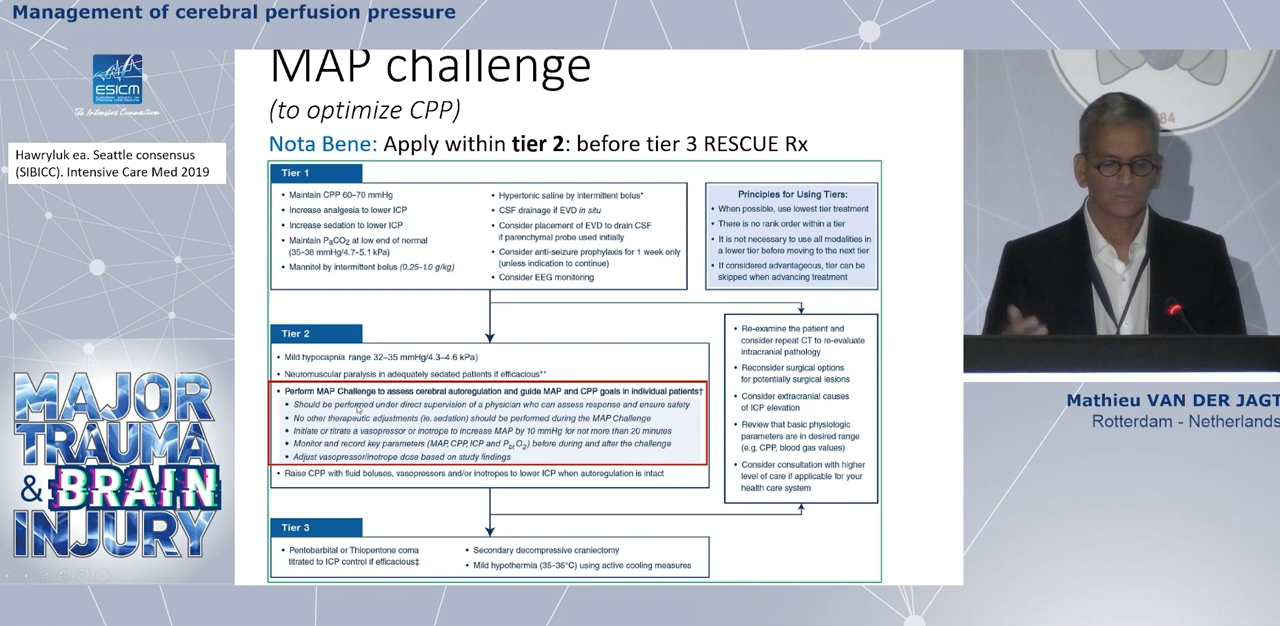 Management of cerebral perfusion pressure
ESICM
The Intensive Connection
Hawryluk ea. Seattle consensus
(SIBICC). Intensive Care Med 2019
MAJOR
TRAUMA
& BRAIN
INJURY
MAP challenge
(to optimize CPP)
Nota Bene: Apply within tier 2: before tier 3 RESCUE Rx
Tier 1
• Maintain CPP 60–70 mmHg
• Increase analgesia to lower ICP
• Increase sedation to lower ICP
• Maintain PaCO2 at low end of normal
(35–38 mmHg/4.7–5.1 kPa)
• Mannitol by intermittent bolus (0.25–1.0 g/kg)
• Hypertonic saline by intermittent bolus*
• CSF drainage if EVD in situ
• Consider placement of EVD to drain CSF
if parenchymal probe used initially
• Consider anti-seizure prophylaxis for 1 week only
(unless indication to continue)
• Consider EEG monitoring
Principles for Using Tiers:
• When possible, use lowest tier treatment
• There is no rank order within a tier
• It is not necessary to use all modalities in
a lower tier before moving to the next tier
• If considered advantageous, tier can be
skipped when advancing treatment
Tier 2
• Mild hypocapnia range 32–35 mmHg/4.3–4.6 kPa)
• Neuromuscular paralysis in adequately sedated patients if efficacious**
• Perform MAP Challenge to assess cerebral autoregulation and guide MAP and CPP goals in individual patients†
• Should be performed under direct supervision of a physician who can assess response and ensure safety
• No other therapeutic adjustments (ie. sedation) should be performed during the MAP Challenge
• Initiate or titrate a vasopressor or inotrope to increase MAP by 10 mmHg for not more than 20 minutes
• Monitor and record key parameters (MAP, CPP, ICP and PbtO2) before during and after the challenge
• Adjust vasopressor/inotrope dose based on study findings
• Raise CPP with fluid boluses, vasopressors and/or inotropes to lower ICP when autoregulation is intact
• Re-examine the patient and
consider repeat CT to re-evaluate
intracranial pathology
• Reconsider surgical options
for potentially surgical lesions
• Consider extracranial causes
of ICP elevation
• Review that basic physiologic
parameters are in desired range
(e.g. CPP, blood gas values)
• Consider consultation with higher
level of care if applicable for your
health care system
Tier 3
• Pentobarbital or Thiopentone coma
titrated to ICP control if efficacious‡
• Secondary decompressive craniectomy
• Mild hypothermia (35–36°C) using active cooling measures
84
Mathieu VAN DER JAGT
Rotterdam - Netherlands